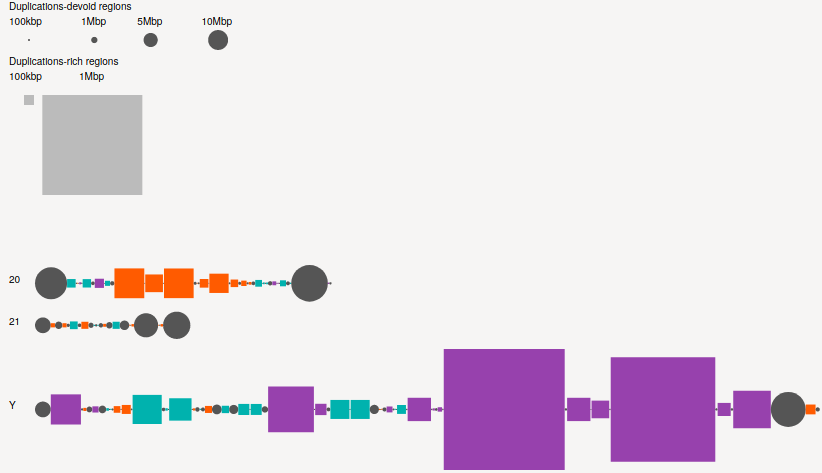 Duplications-devoid regions
100kbp 1Mbp 5Mbp 10Mbp
Duplications-rich regions
100kbp 1Mbp
20
21
Y